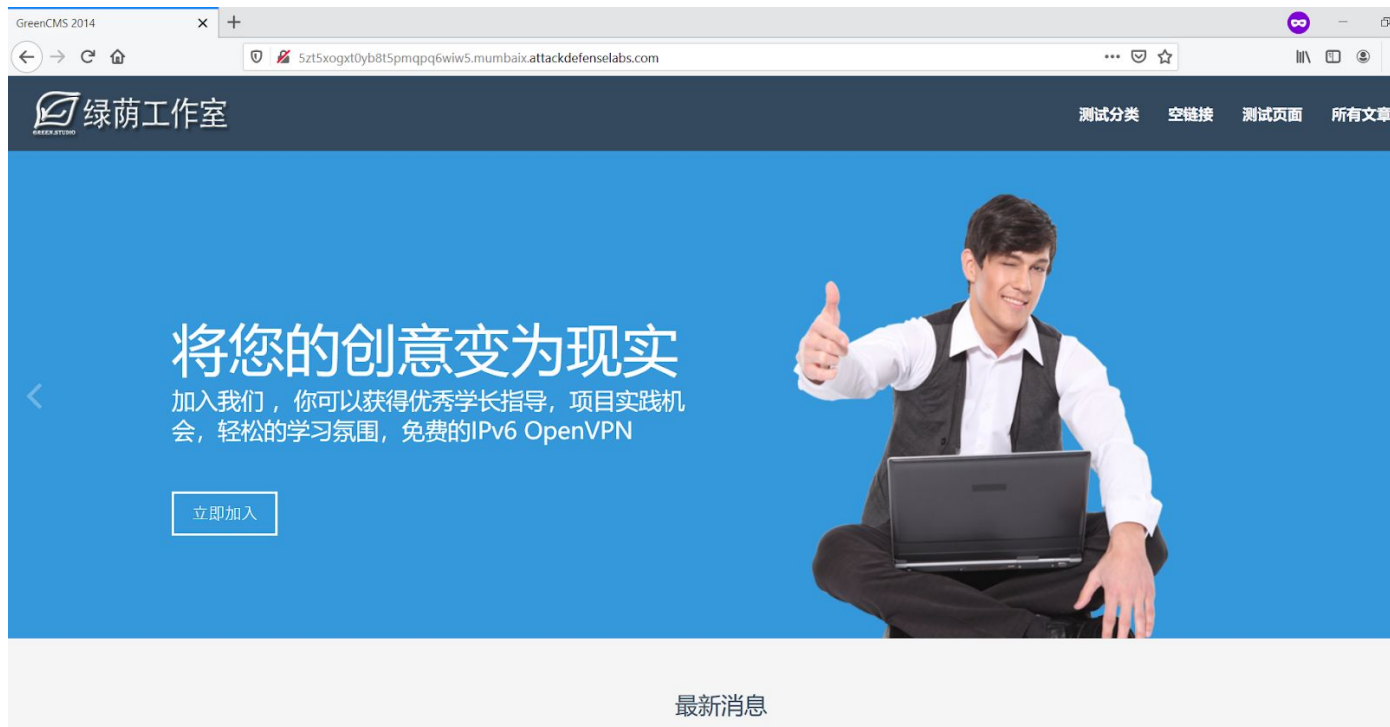 GreenCMS 2014
5zt5xogxt0yb8t5pmqpq6wiw5.mumbaix.attackdefenselabs.com
绿荫工作室
GREEN STUDIO
测试分类 空链接 测试页面 所有文章
将您的创意变为现实
加入我们 ，你可以获得优秀学长指导，项目实践机
会，轻松的学习氛围，免费的IPv6 OpenVPN
立即加入
最新消息